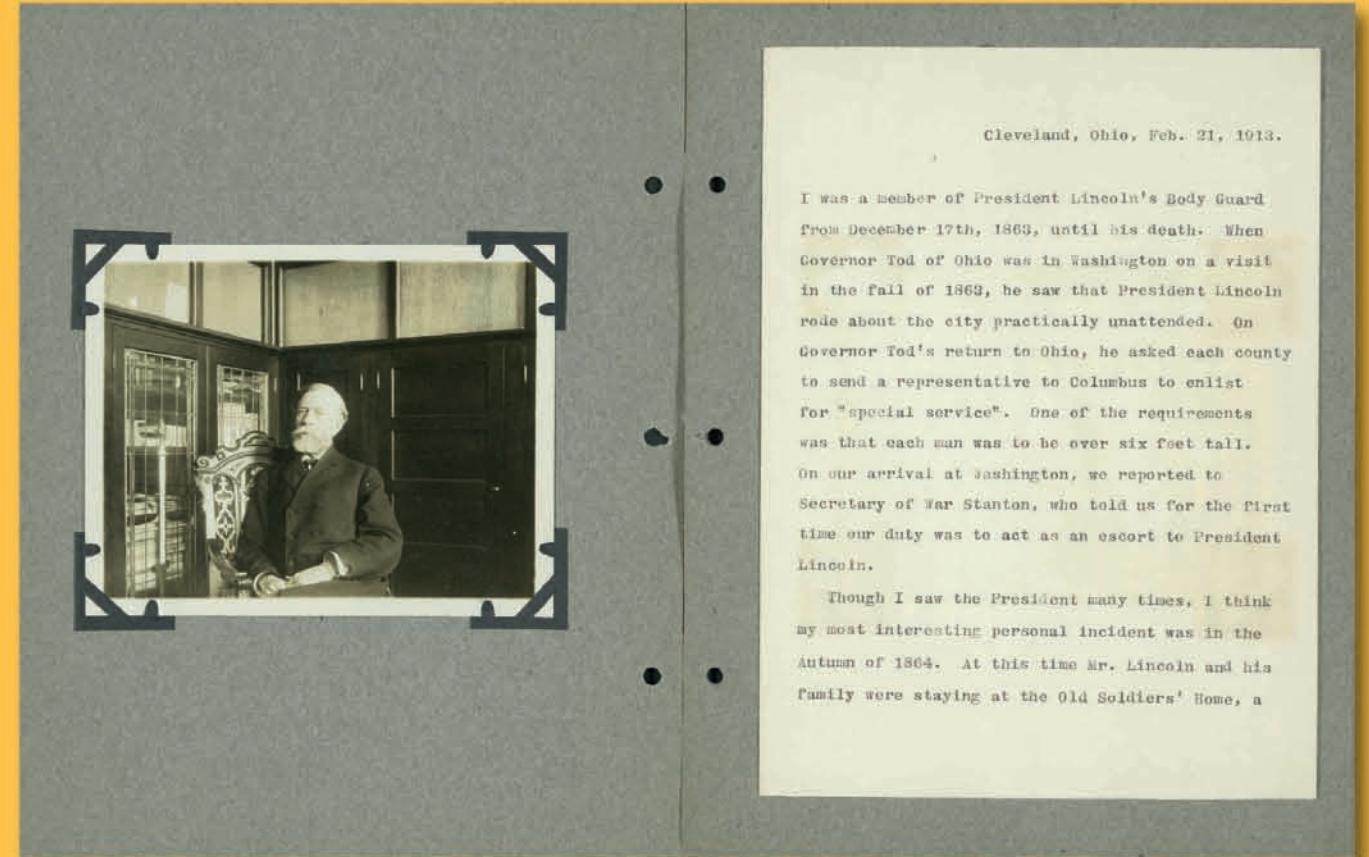 Cleveland, Ohio, Feb. 21, 1913.
I was a member of President Lincoln's Body Guard
from December 17th, 1863, until his death. When
Governor Tod of Ohio was in Washington on a visit
in the fall of 1863, he saw that President Lincoln
rode about the city practically unattended. On
Governor Tod's return to Ohio, he asked each county
to send a representative to Columbus to enlist
for "special service". One of the requirements
was that each man was to be over six feet tall.
On our arrival at Washington, we reported to
Secretary of War Stanton, who told us for the first
time our duty was to act as an escort to President
Lincoln.
Though I saw the President many times, I think
my most interesting personal incident was in the
Autumn of 1864. At this time Mr. Lincoln and his
family were staying at the Old Soldiers' Home, a